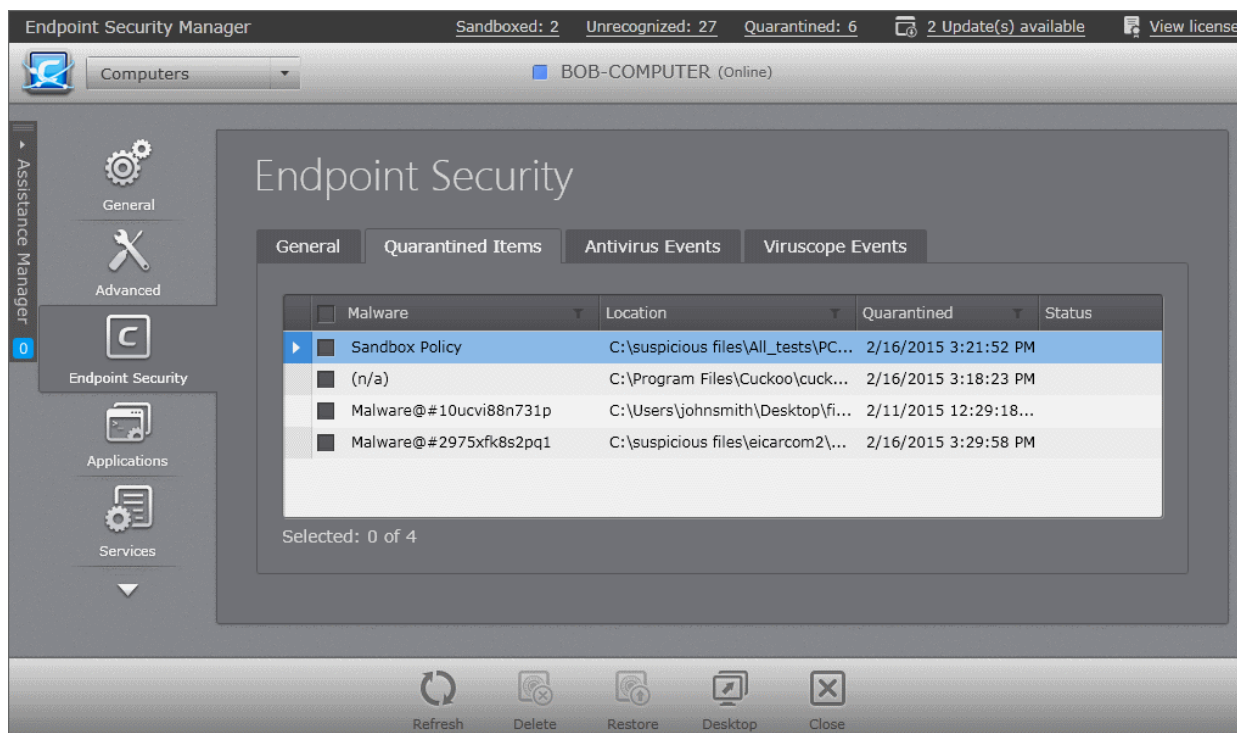 Endpoint Security Manager Sandboxed: 2 Unrecognized: 27 Quarantined: 6 2 Update(s) available View license
Computers BOB-COMPUTER (Online)
Assistance Manager
0
General
Advanced
C
Endpoint Security
Applications
Services
Endpoint Security
General Quarantined Items Antivirus Events Viruscope Events
Malware Location Quarantined Status
Sandbox Policy C:\suspicious files\All_tests\PC... 2/16/2015 3:21:52 PM
(n/a) C:\Program Files\Cuckoo\cuck... 2/16/2015 3:18:23 PM
Malware@#10ucvi88n731p C:\Users\johnsmith\Desktop\fi... 2/11/2015 12:29:18...
Malware@#2975xfk8s2pq1 C:\suspicious files\eicarcom2\... 2/16/2015 3:29:58 PM
Selected: 0 of 4
Refresh Delete Restore Desktop Close